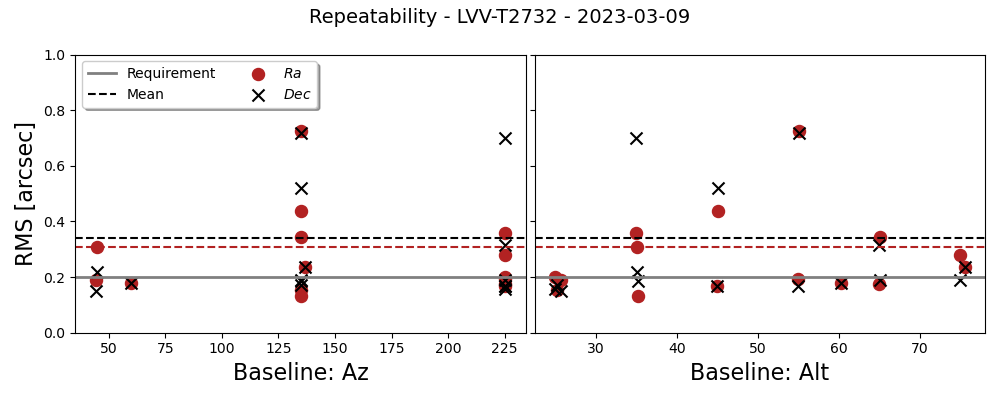 Repeatability - LVV-T2732 - 2023-03-09
1.0
0.8
0.6
0.4
0.2
0.0
RMS [arcsec]
Requirement
Mean
Ra
Dec
50 75 100 125 150 175 200 225
30 40 50 60 70
Baseline: Az
Baseline: Alt